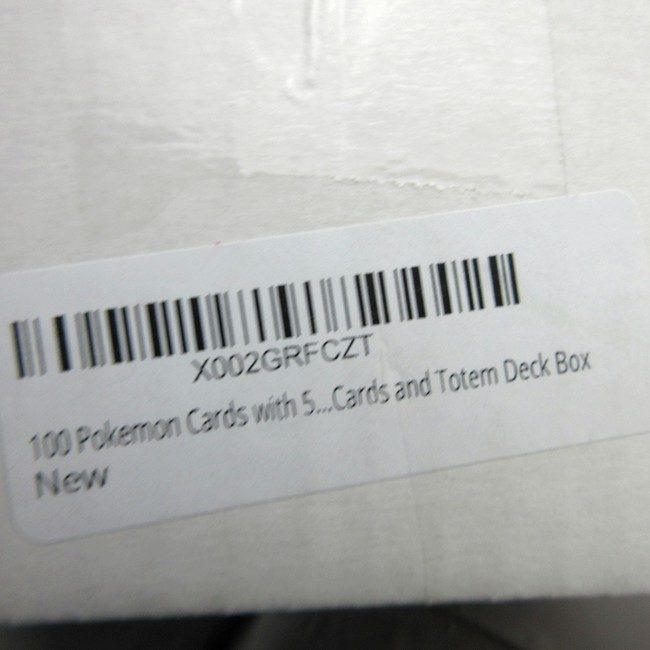 X002GRFCZT
100 Pokemon Cards with 5...Cards and Totem Deck Box
New